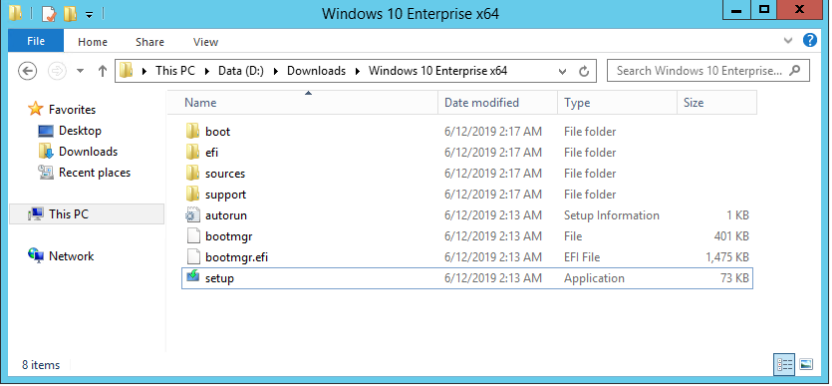 Windows 10 Enterprise x64
File Home Share View
This PC Data (D:) Downloads Windows 10 Enterprise x64 Search Windows 10 Enterprise...
Favorites
Desktop
Downloads
Recent places
This PC
Network
Name Date modified Type Size
boot 6/12/2019 2:17 AM File folder
efi 6/12/2019 2:17 AM File folder
sources 6/12/2019 2:17 AM File folder
support 6/12/2019 2:17 AM File folder
autorun 6/12/2019 2:13 AM Setup Information 1 KB
bootmgr 6/12/2019 2:13 AM File 401 KB
bootmgr.efi 6/12/2019 2:13 AM EFI File 1,475 KB
setup 6/12/2019 2:13 AM Application 73 KB
8 items